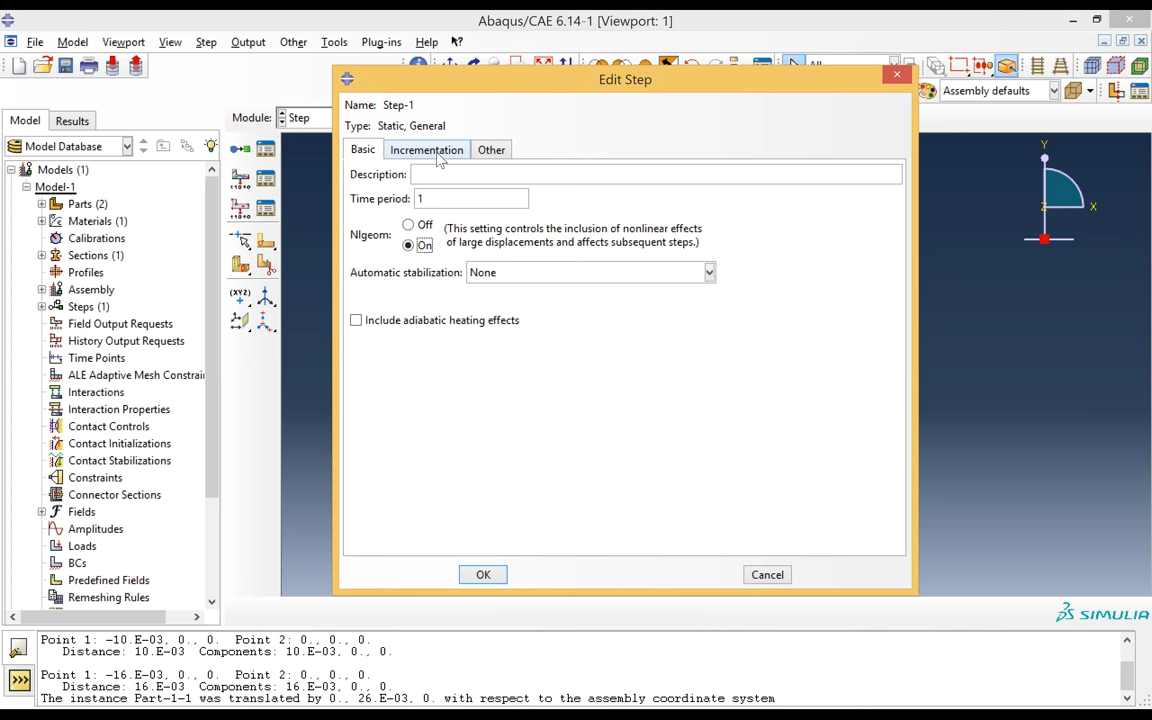 Abaqus/CAE 6.14-1 [Viewport: 1]
File Model Viewport View Step Output Other Tools Plug-ins Help
Assembly defaults
Model Results
Module: Step
Model Database
Models (1)
Model-1
Parts (2)
Materials (1)
Calibrations
Sections (1)
Profiles
Assembly
Steps (1)
Field Output Requests
History Output Requests
Time Points
ALE Adaptive Mesh Constrai
Interactions
Interaction Properties
Contact Controls
Contact Initializations
Contact Stabilizations
Constraints
Connector Sections
Fields
Amplitudes
Loads
BCs
Predefined Fields
Remeshing Rules
Edit Step
Name: Step-1
Type: Static, General
Basic Incrementation Other
Description:
Time period: 1
Nlgeom:
Off
On
(This setting controls the inclusion of nonlinear effects
of large displacements and affects subsequent steps.)
Automatic stabilization: None
Include adiabatic heating effects
OK Cancel
Y
Z X
SIMULIA
Point 1: -10.E-03, 0., 0. Point 2: 0., 0., 0.
Distance: 10.E-03 Components: 10.E-03, 0., 0.
Point 1: -16.E-03, 0., 0. Point 2: 0., 0., 0.
Distance: 16.E-03 Components: 16.E-03, 0., 0.
The instance Part-1-1 was translated by 0., 26.E-03, 0. with respect to the assembly coordinate system